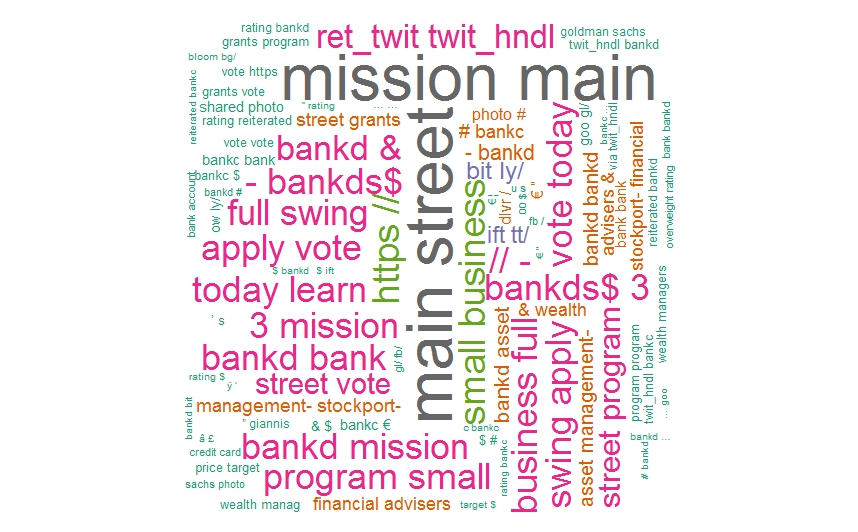 rating bankd
grants program
ret_twit twit_hndl
goldman sachs
twit_hndl bankd
bloom bg/
vote https
mission main
grants vote
shared photo
" rating
... ...
rating reiterated
street grants
photo #
# bankc
- bankd
reiterated bankc
vote vote
bankd &
bankc bank
bankc $
- bankds$
bankd #
bank account
ow ly/
full swing
https //
apply vote
main street
bit ly/
small business
dlvr /
u s
00 $
fb /
ift tt/
// -
vote today
goo gl/
bankc ...
via twit_hndl
bankd bankd
advisers &
bank bank
stockport- financial
reiterated bankd
bank bankd
overweight rating
$ bankd
$ ift
today learn
bankds$ 3
' s
3 mission
& wealth
bankd bank
gl/ fb/
rating $
street vote
bankd asset
business full
swing apply
asset management-
street program
program program
twit_hndl bankc
wealth managers
... goo
management- stockport-
bankd bit
" giannis
& $
bankc €
c bankc
$ #
â £
credit card
bankd mission
price target
sachs photo
program small
rating bankc
bankd ...
# bankd
wealth manag
financial advisers
target $